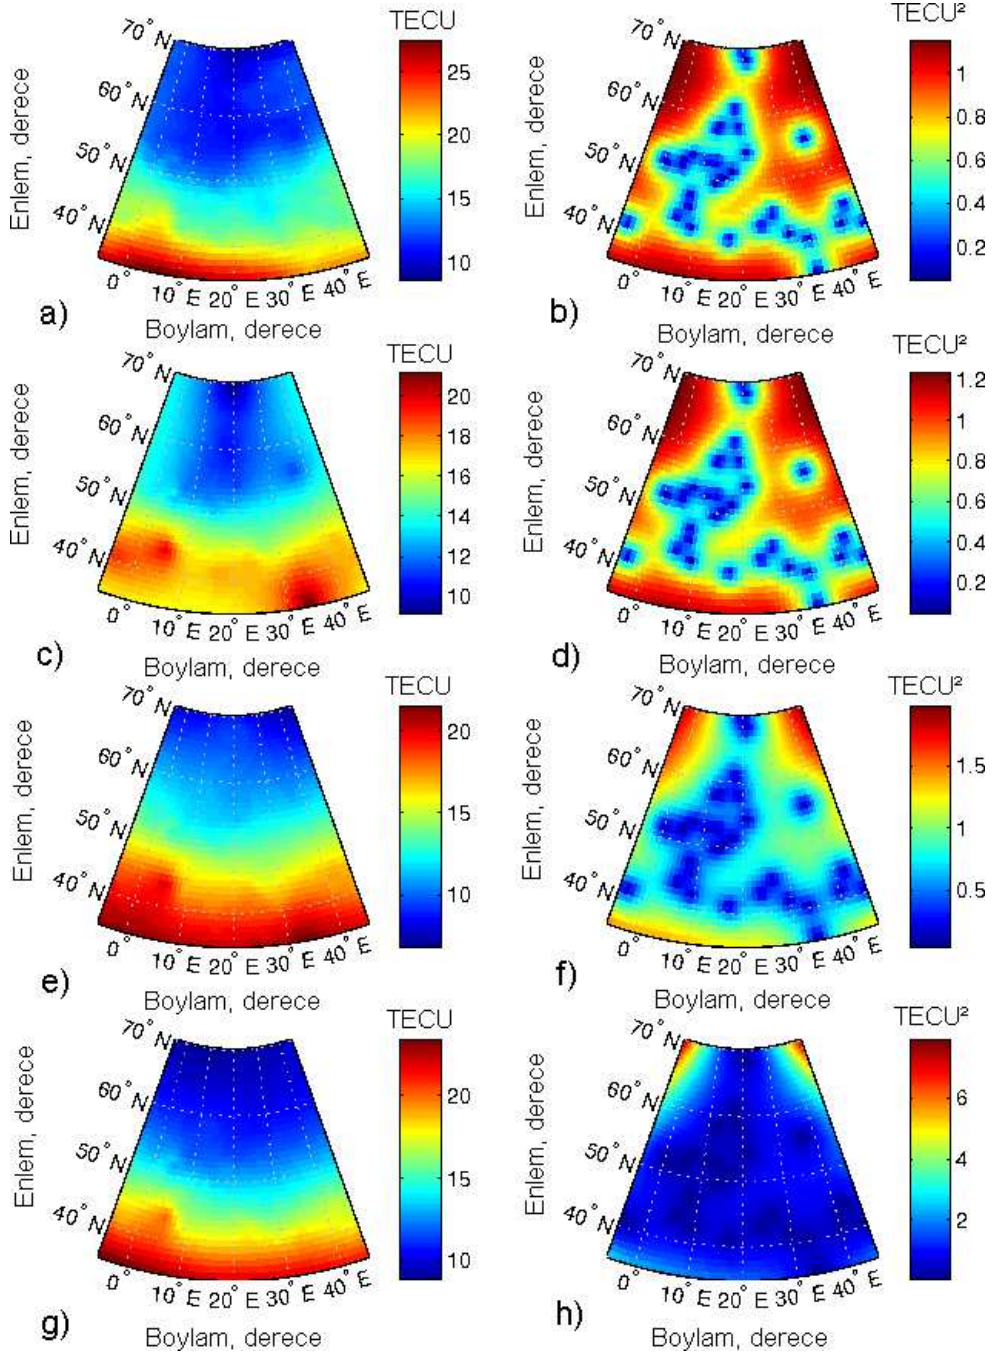 TECU
70° N
60° N
50° N
40° N
Enlem, derece
25
20
15
10
0° 10° E 20° E 30° E 40° E
a)
Boylam, derece
TECU²
70° N
60° N
50° N
40° N
Enlem, derece
1
0.8
0.6
0.4
0.2
0° 10° E 20° E 30° E 40° E
b)
Boylam, derece
TECU
70° N
60° N
50° N
40° N
Enlem, derece
20
18
16
14
12
10
0° 10° E 20° E 30° E 40° E
c)
Boylam, derece
TECU²
70° N
60° N
50° N
40° N
Enlem, derece
1.2
1
0.8
0.6
0.4
0.2
0° 10° E 20° E 30° E 40° E
d)
Boylam, derece
TECU
70° N
60° N
50° N
40° N
Enlem, derece
20
15
10
0° 10° E 20° E 30° E 40° E
e)
Boylam, derece
TECU²
70° N
60° N
50° N
40° N
Enlem, derece
1.5
1
0.5
0° 10° E 20° E 30° E 40° E
f)
Boylam, derece
TECU
70° N
60° N
50° N
40° N
Enlem, derece
20
15
10
0° 10° E 20° E 30° E 40° E
g)
Boylam, derece
TECU²
70° N
60° N
50° N
40° N
Enlem, derece
6
4
2
0° 10° E 20° E 30° E 40° E
h)
Boylam, derece